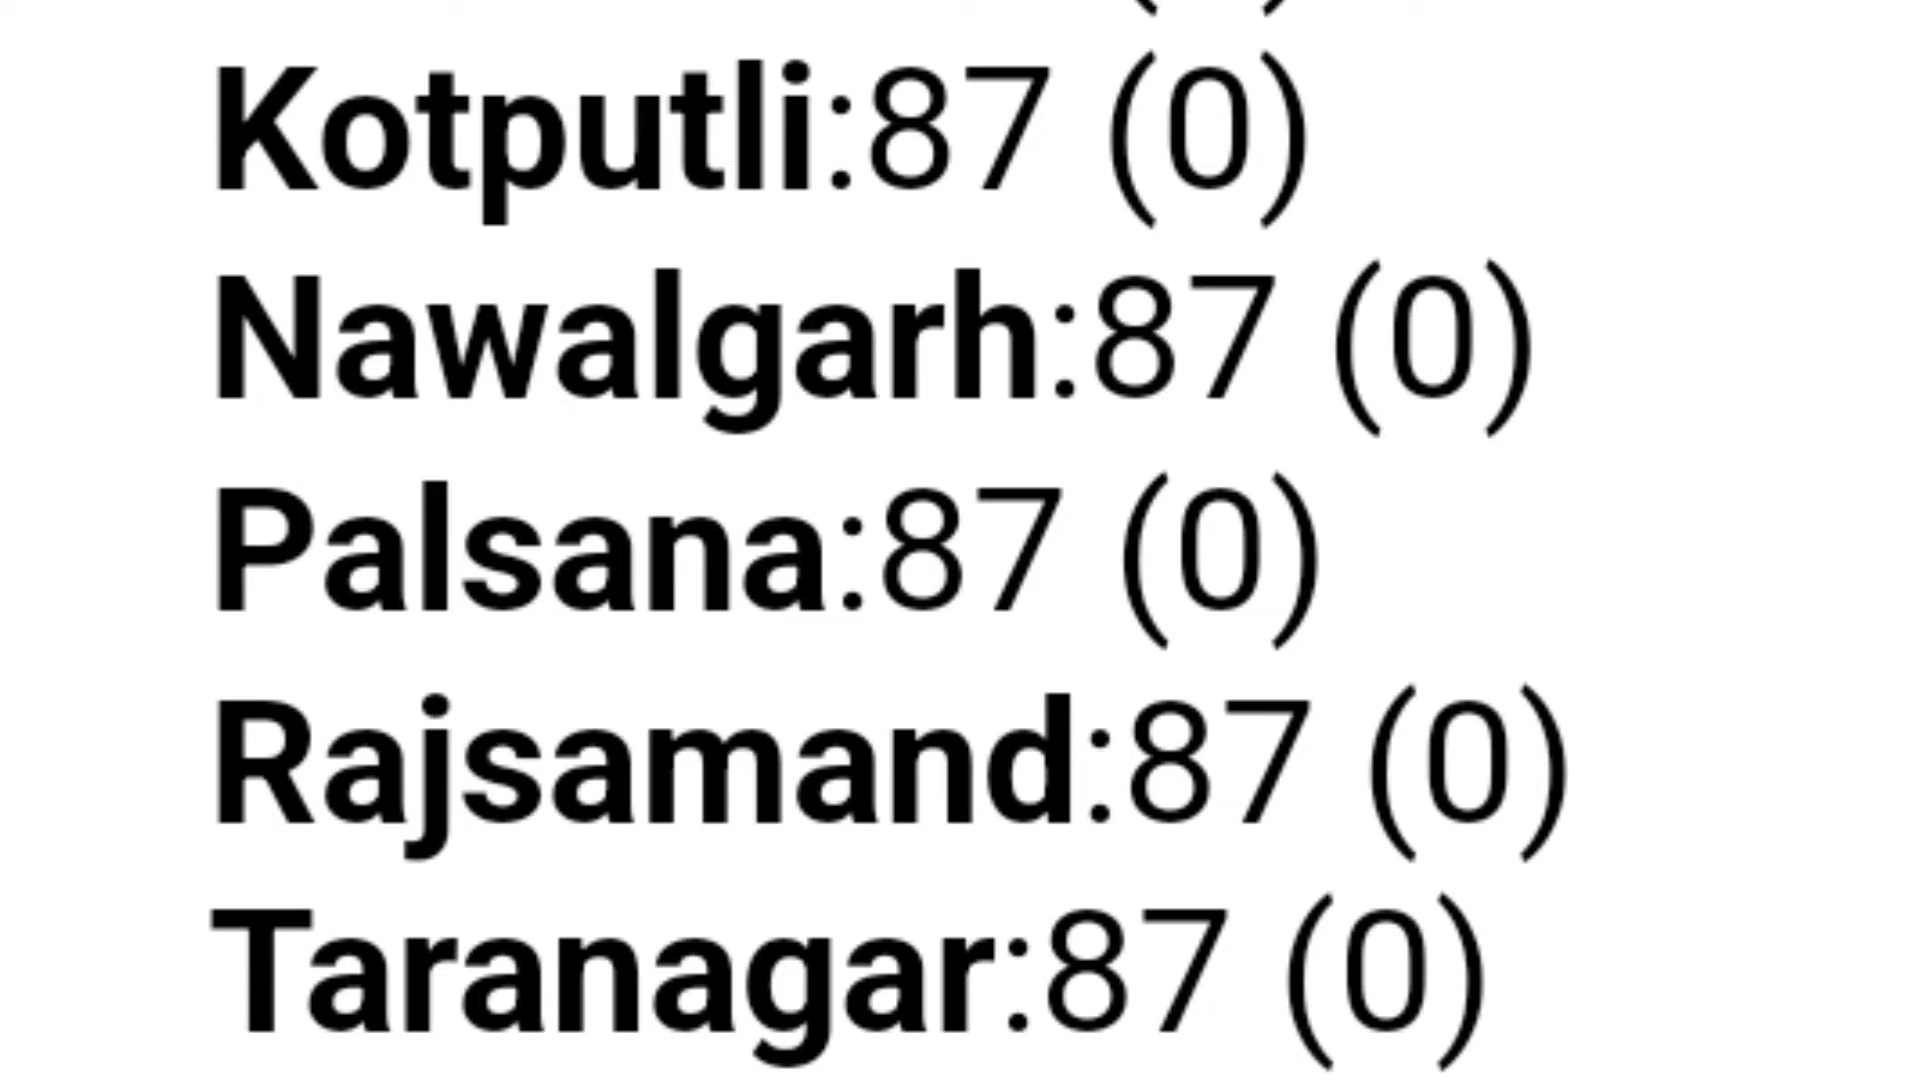 Kotputli:87 (0)
Nawalgarh:87 (0)
Palsana:87 (0)
Rajsamand:87 (0)
Taranagar:87 (0)